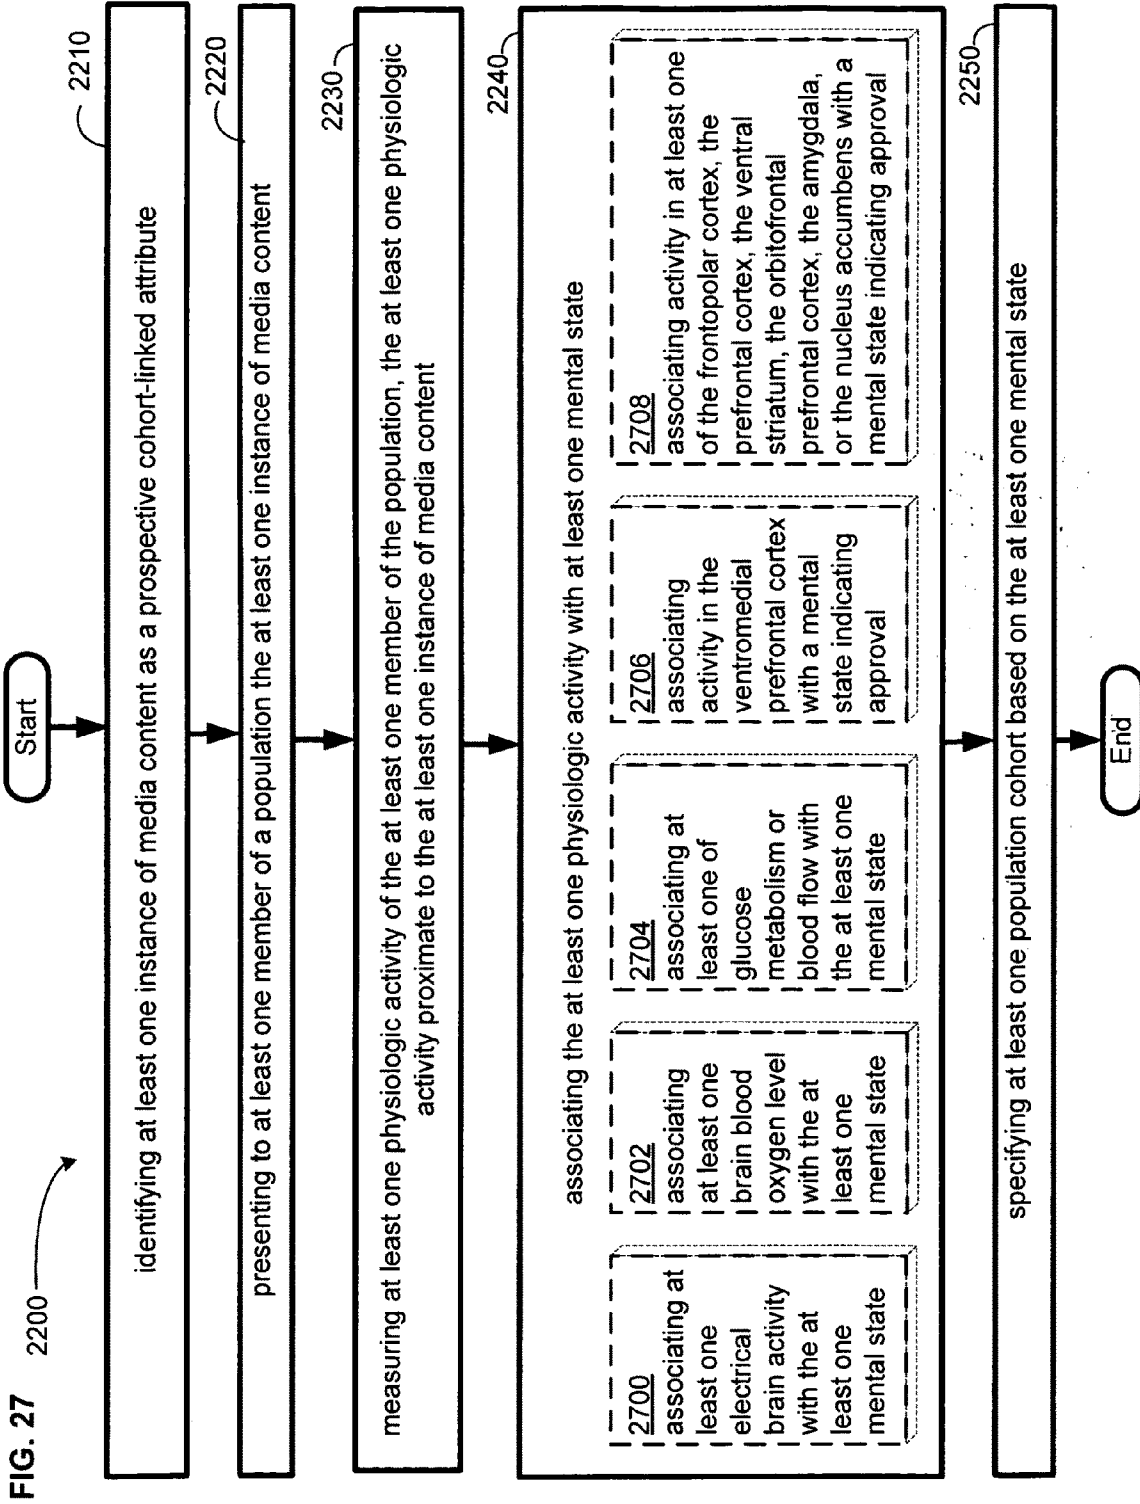 FIG. 27
2200
Start
2210
identifying at least one instance of media content as a prospective cohort-linked attribute
2220
presenting to at least one member of a population the at least one instance of media content
2230
measuring at least one physiologic activity of the at least one member of the population, the at least one physiologic
activity proximate to the at least one instance of media content
2240
associating the at least one physiologic activity with at least one mental state
2700
associating at
least one
electrical
brain activity
with the at
least one
mental state
2702
associating
at least one
brain blood
oxygen level
with the at
least one
mental state
2704
associating at
least one of
glucose
metabolism or
blood flow with
the at least one
mental state
2706
associating
activity in the
ventromedial
prefrontal cortex
with a mental
state indicating
approval
2708
associating activity in at least one
of the frontopolar cortex, the
prefrontal cortex, the ventral
striatum, the orbitofrontal
prefrontal cortex, the amygdala,
or the nucleus accumbens with a
mental state indicating approval
2250
specifying at least one population cohort based on the at least one mental state
End